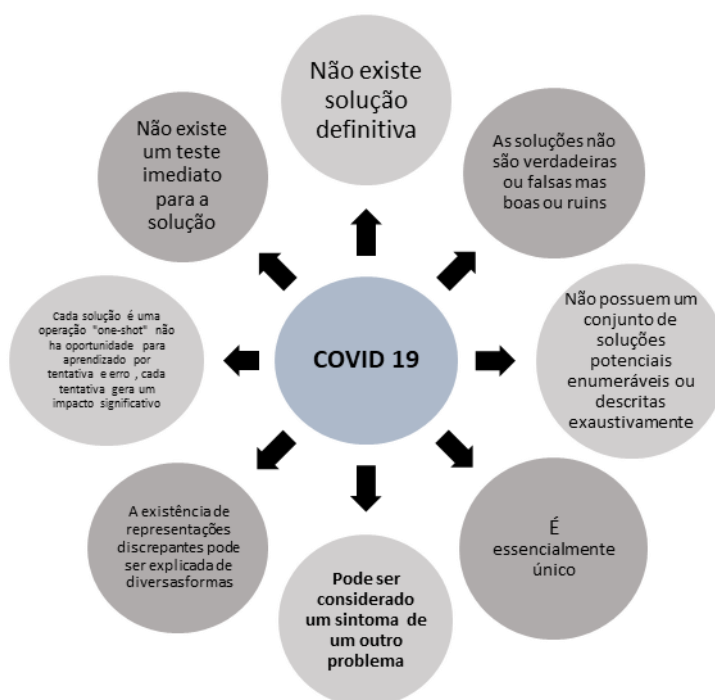 Não existe
solução
definitiva
As soluções não
são verdadeiras
ou falsas mas
boas ou ruins
Não possuem um
conjunto de
soluções
potenciais
enumeráveis ou
descritas
exaustivamente
É
essencialmente
único
Pode ser
considerado
um sintoma de
um outro
problema
A existência de
representações
discrepantes pode
ser explicada de
diversasformas
Cada solução é uma
operação "one-shot" não
ha oportunidade para
aprendizado por
tentativa e erro , cada
tentativa gera um
impacto significativo
Não existe
um teste
imediato
para a
solução
COVID 19